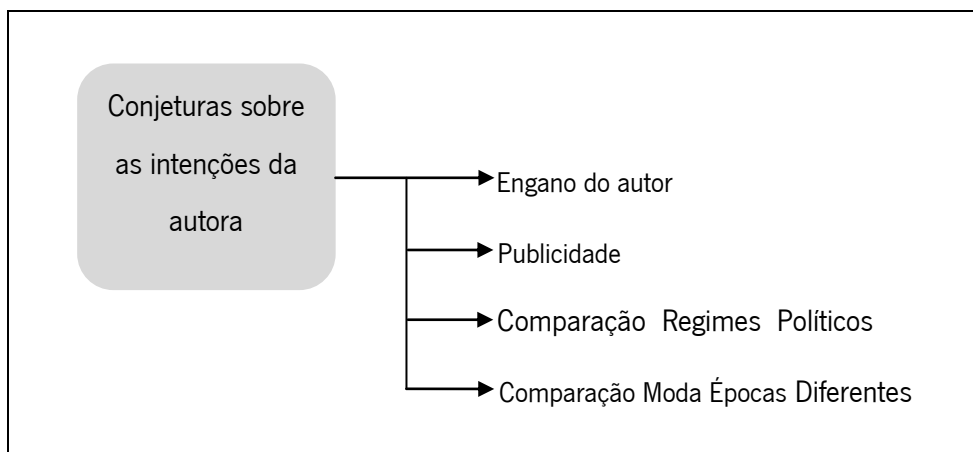 Conjeturas sobre
as intenções da
autora
Engano do autor
Publicidade
Comparação Regimes Políticos
Comparação Moda Épocas Diferentes